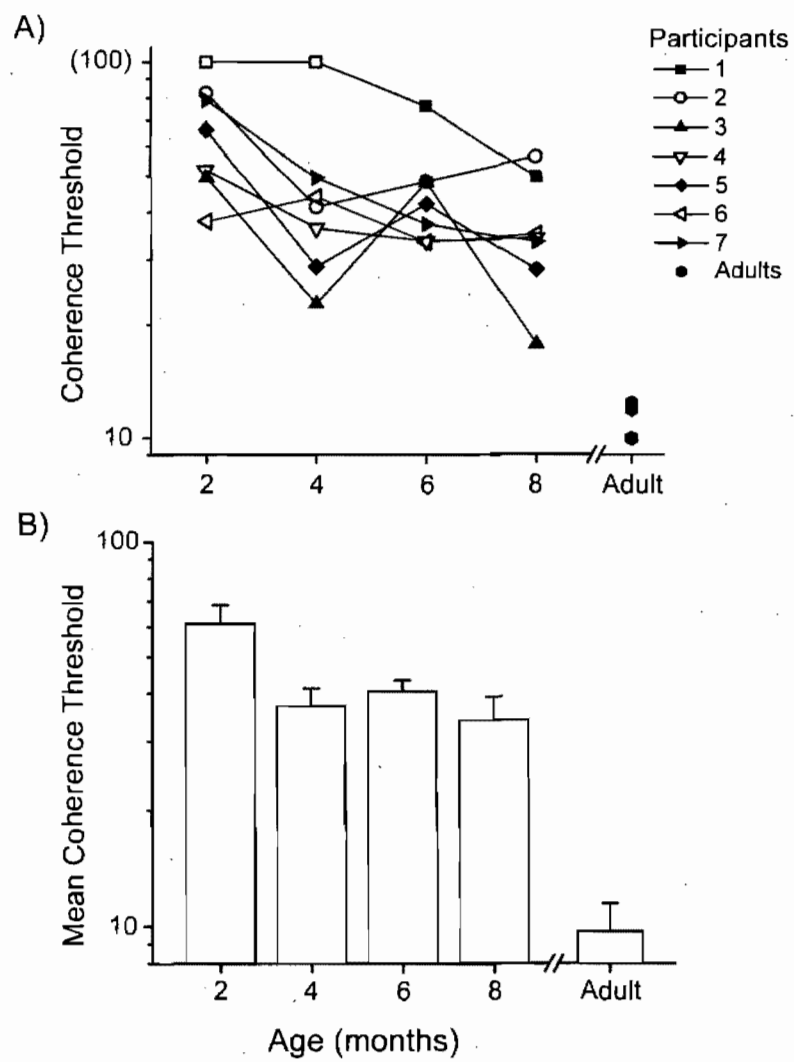 A)
(100)
10
Coherence Threshold
2 4 6 8 Adult
Participants
1
2
3
4
5
6
7
Adults
B)
100
10
Mean Coherence Threshold
2 4 6 8 Adult
Age (months)